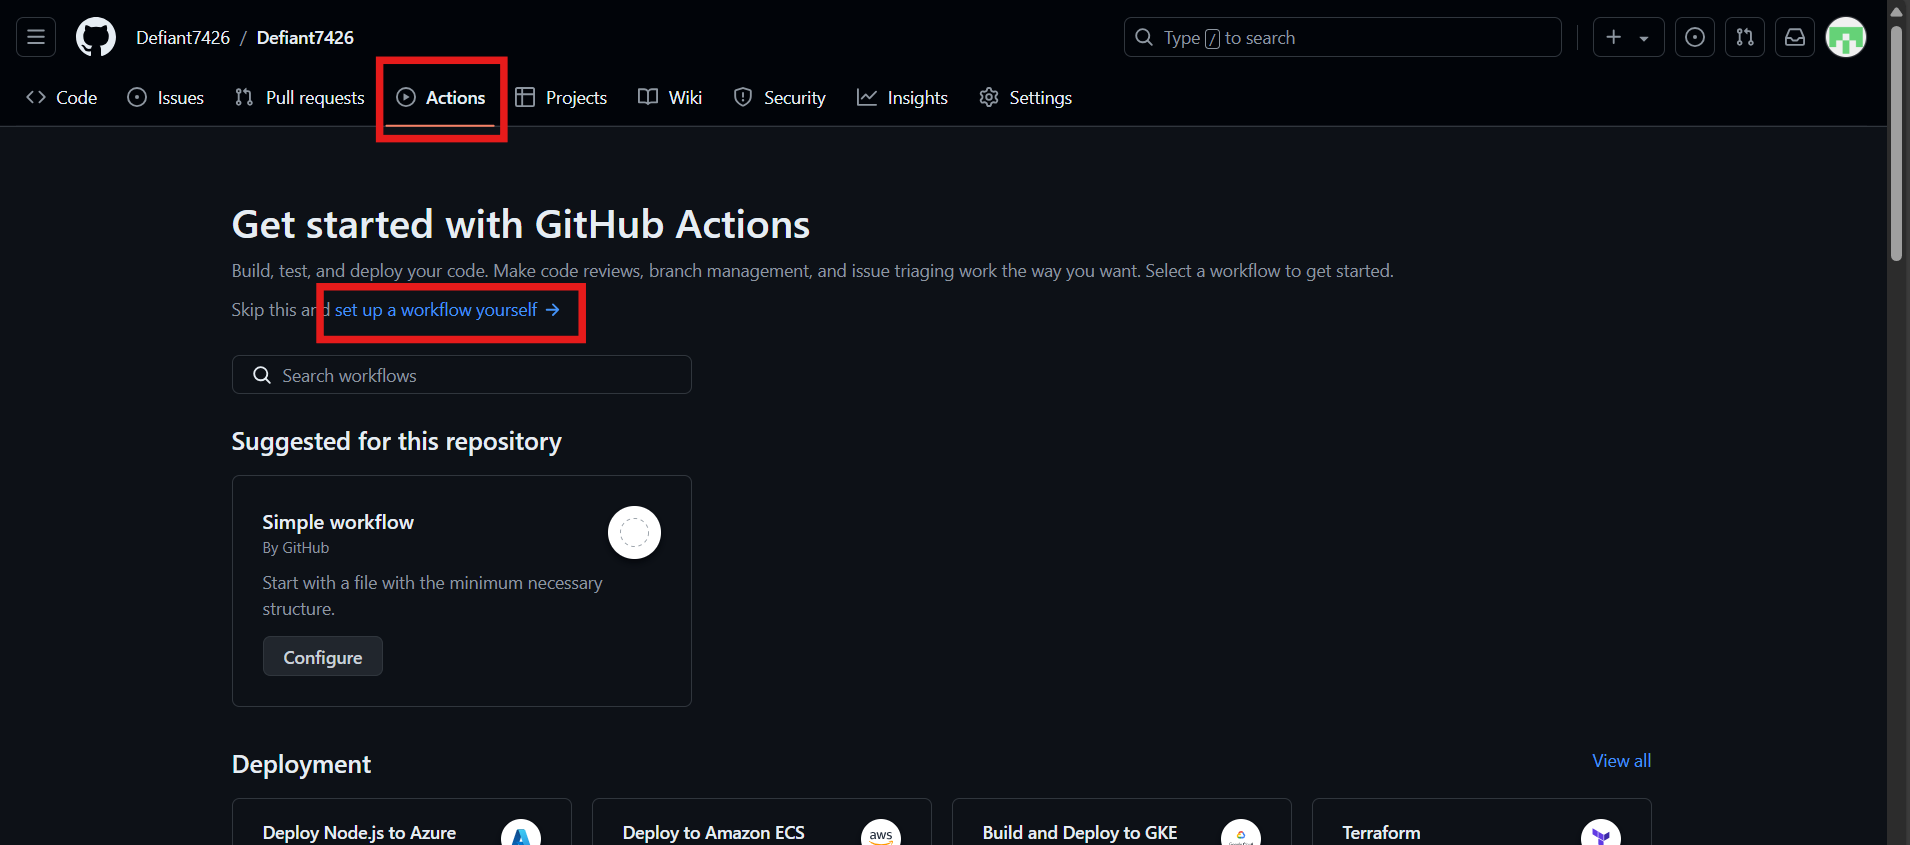 Defiant7426 / Defiant7426
Type / to search
Code Issues Pull requests Actions Projects Wiki Security Insights Settings
Get started with GitHub Actions
Build, test, and deploy your code. Make code reviews, branch management, and issue triaging work the way you want. Select a workflow to get started.
Skip this and set up a workflow yourself →
Search workflows
Suggested for this repository
Simple workflow
By GitHub
Start with a file with the minimum necessary
structure.
Configure
Deployment
View all
Deploy Node.js to Azure
Deploy to Amazon ECS
aws
Build and Deploy to GKE
Terraform